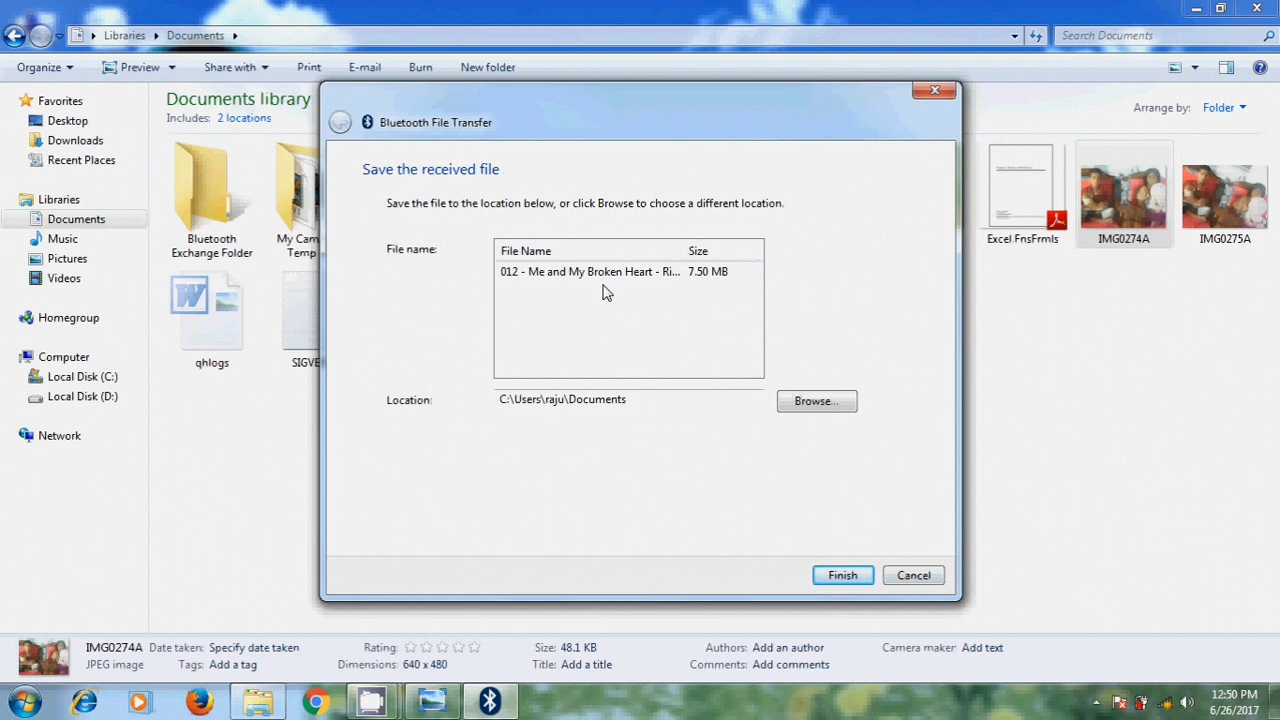 Libraries
Documents
Search Documents
Organize
Preview
Share with
Print
E-mail
Burn
New folder
Favorites
Desktop
Downloads
Recent Places
Libraries
Documents
Music
Pictures
Videos
Homegroup
Computer
Local Disk (C:)
Local Disk (D:)
Network
Documents library
Includes: 2 locations
Arrange by: Folder
Bluetooth
Exchange Folder
My Cam
Temp
Excel.FnsFrmls
IMG0274A
IMG0275A
qhlogs
SIGVE
Bluetooth File Transfer
Save the received file
Save the file to the location below, or click Browse to choose a different location.
File name:
File Name Size
012 - Me and My Broken Heart - Ri... 7.50 MB
Location: C:\Users\raju\Documents
Browse...
Finish
Cancel
IMG0274A Date taken: Specify date taken Rating: Size: 48.1 KB Authors: Add an author Camera maker: Add text
JPEG image Tags: Add a tag Dimensions: 640 x 480 Title: Add a title Comments: Add comments
12:50 PM
6/26/2017